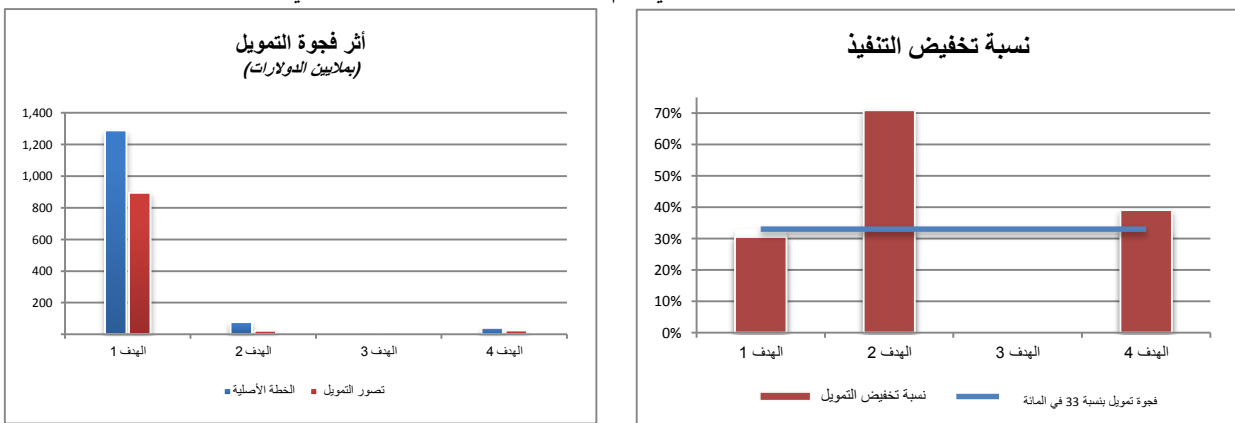 أثر فجوة التمويل
(بملايين الدولارات)
1,400
1,200
1,000
800
600
400
200
الهدف 1
الهدف 2
الهدف 3
الهدف 4
الخطة الأصلية
تصور التمويل
نسبة تخفيض التنفيذ
70%
60%
50%
40%
30%
20%
10%
0%
الهدف 1
الهدف 2
الهدف 3
الهدف 4
نسبة تخفيض التمويل
فجوة تمويل بنسبة 33 في المائة